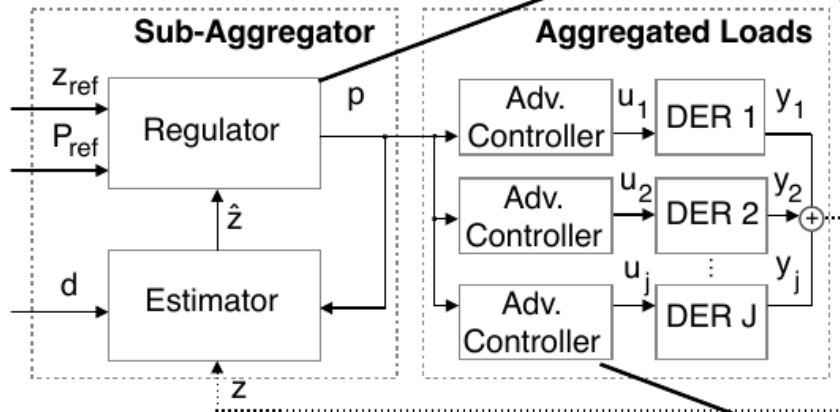 Sub-Aggregator
Aggregated Loads
z_ref
P_ref
Regulator
p
ẑ
d
Estimator
z
Adv.
Controller
u_1
DER 1
y_1
Adv.
Controller
u_2
DER 2
y_2
+
⋮
Adv.
Controller
u_j
DER J
y_j